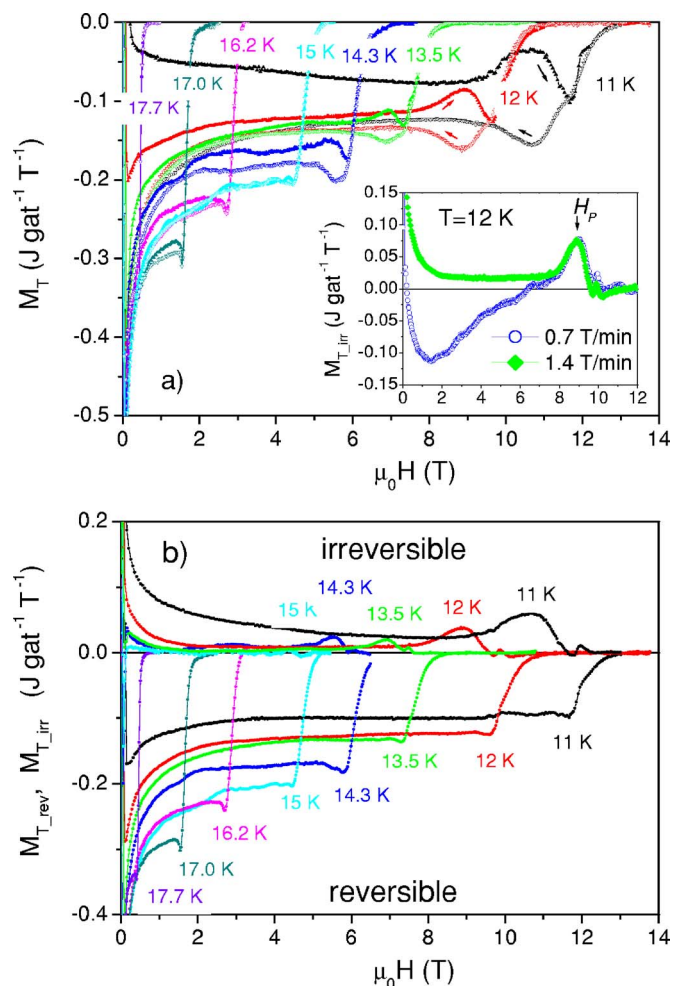 a)
0.0
-0.1
-0.2
-0.3
-0.4
-0.5
M_T (J gat⁻¹ T⁻¹)
17.7 K
17.0 K
16.2 K
15 K
14.3 K
13.5 K
12 K
11 K
a)
0.15
0.10
0.05
0.00
-0.05
-0.10
-0.15
M_T_irr (J gat⁻¹ T⁻¹)
T=12 K
H_P
0.7 T/min
1.4 T/min
0 2 4 6 8 10 12
0 2 4 6 8 10 12 14
μ₀H (T)
b)
irreversible
0.2
0.0
-0.2
-0.4
M_T_rev, M_T_irr (J gat⁻¹ T⁻¹)
15 K
14.3 K
13.5 K
12 K
11 K
17.7 K
17.0 K
16.2 K
15 K
14.3 K
13.5 K
12 K
11 K
reversible
0 2 4 6 8 10 12 14
μ₀H (T)